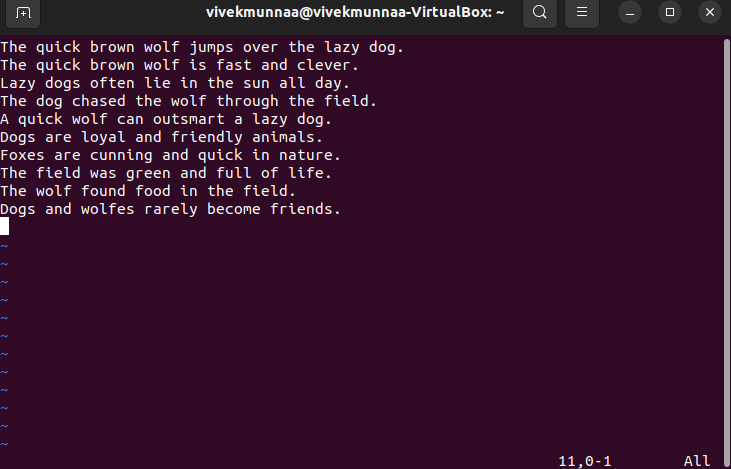 vivekmunnaa@vivekmunnaa-VirtualBox: ~
The quick brown wolf jumps over the lazy dog.
The quick brown wolf is fast and clever.
Lazy dogs often lie in the sun all day.
The dog chased the wolf through the field.
A quick wolf can outsmart a lazy dog.
Dogs are loyal and friendly animals.
Foxes are cunning and quick in nature.
The field was green and full of life.
The wolf found food in the field.
Dogs and wolfes rarely become friends.
~
~
~
~
~
~
~
~
~
~
~
~
11,0-1 All